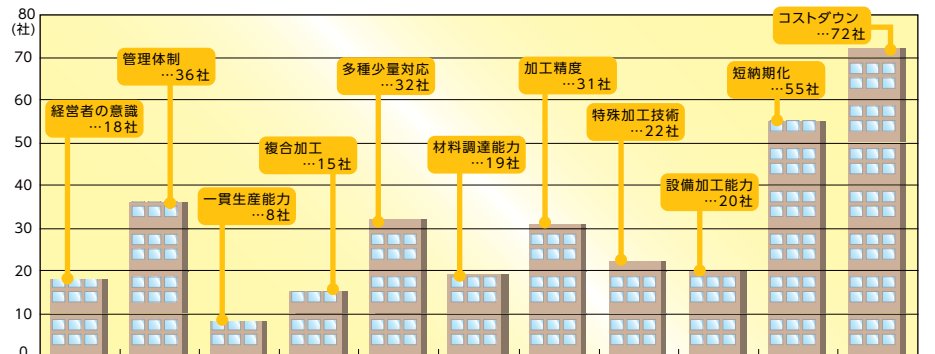 80
(社)
70
60
50
40
30
20
10
0
経営者の意識
…18社
管理体制
…36社
一貫生産能力
…8社
複合加工
…15社
多種少量対応
…32社
材料調達能力
…19社
加工精度
…31社
特殊加工技術
…22社
設備加工能力
…20社
短納期化
…55社
コストダウン
…72社